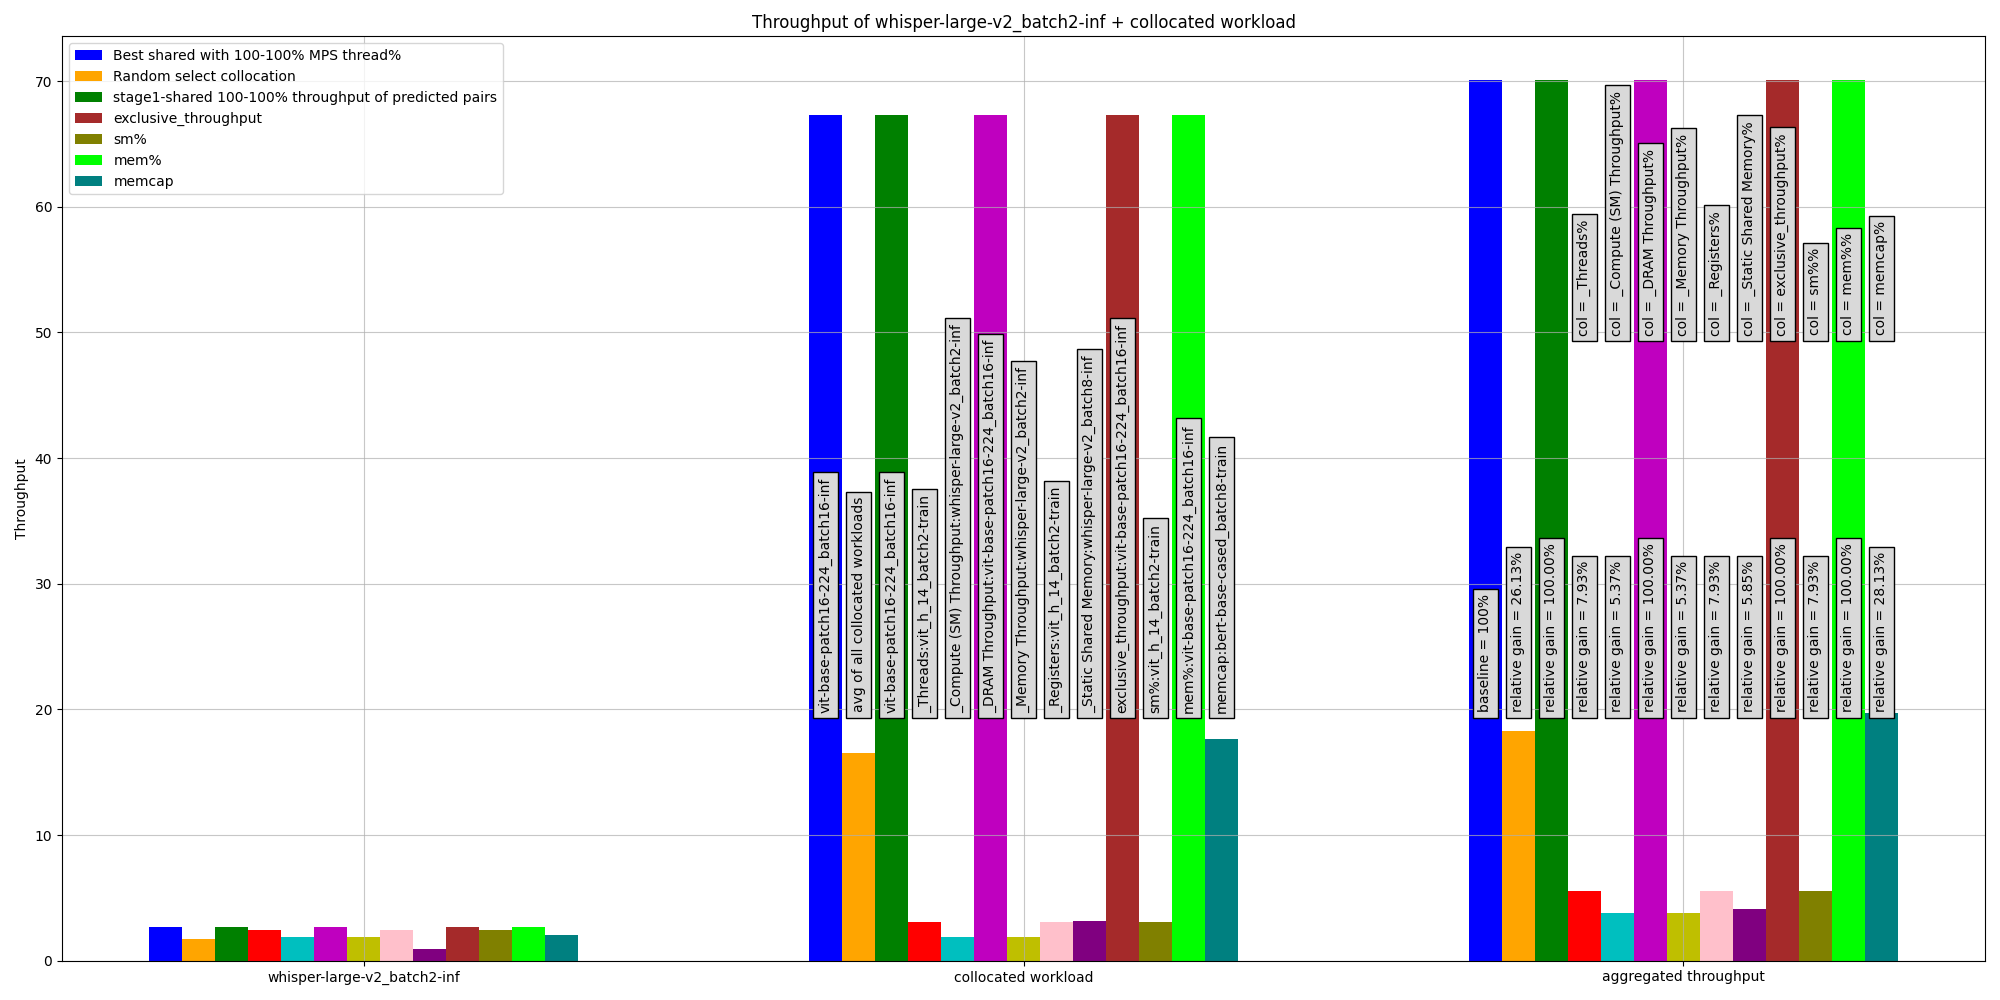 Throughput of whisper-large-v2_batch2-inf + collocated workload
Best shared with 100-100% MPS thread%
Random select collocation
stage1-shared 100-100% throughput of predicted pairs
exclusive_throughput
sm%
mem%
memcap
Throughput
70
60
50
40
30
20
10
0
vit-base-patch16-224_batch16-inf
avg of all collocated workloads
vit-base-patch16-224_batch16-inf
_Threads:vit_h_14_batch2-train
_Compute (SM) Throughput:whisper-large-v2_batch2-inf
_DRAM Throughput:vit-base-patch16-224_batch16-inf
_Memory Throughput:whisper-large-v2_batch2-inf
_Registers:vit_h_14_batch2-train
_Static Shared Memory:whisper-large-v2_batch8-inf
exclusive_throughput:vit-base-patch16-224_batch16-inf
sm%:vit_h_14_batch2-train
mem%:vit-base-patch16-224_batch16-inf
memcap:bert-base-cased_batch8-train
col = _Threads%
col = _Compute (SM) Throughput%
col = _DRAM Throughput%
col = _Memory Throughput%
col = _Registers%
col = _Static Shared Memory%
col = exclusive_throughput%
col = sm%%
col = mem%%
col = memcap%
baseline = 100%
relative gain = 26.13%
relative gain = 100.00%
relative gain = 7.93%
relative gain = 5.37%
relative gain = 100.00%
relative gain = 5.37%
relative gain = 7.93%
relative gain = 5.85%
relative gain = 100.00%
relative gain = 7.93%
relative gain = 100.00%
relative gain = 28.13%
whisper-large-v2_batch2-inf
collocated workload
aggregated throughput